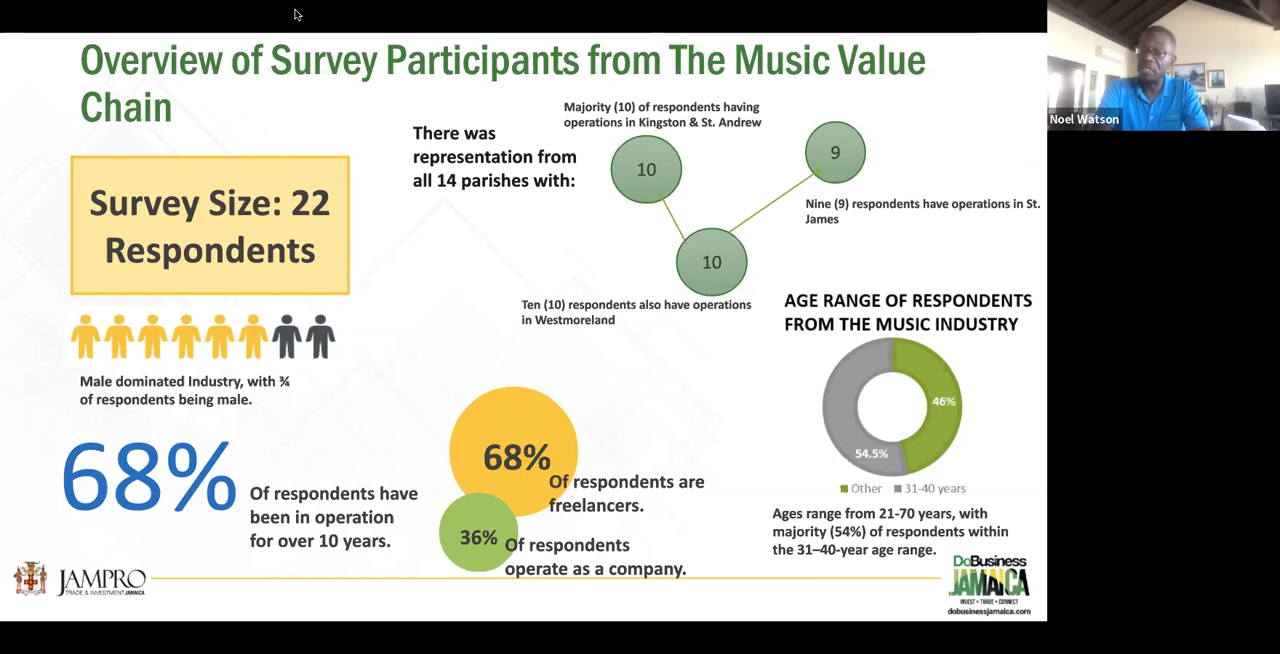 Overview of Survey Participants from The Music Value
Chain
Noel Watson
Survey Size: 22
Respondents
There was
representation from
all 14 parishes with:
Majority (10) of respondents having
operations in Kingston & St. Andrew
10
9
Nine (9) respondents have operations in St.
James
10
Ten (10) respondents also have operations
in Westmoreland
Male dominated Industry, with ¾
of respondents being male.
68%
Of respondents have
been in operation
for over 10 years.
68%
Of respondents are
freelancers.
36%
Of respondents
operate as a company.
AGE RANGE OF RESPONDENTS
FROM THE MUSIC INDUSTRY
46%
54.5%
Other
31-40 years
Ages range from 21-70 years, with
majority (54%) of respondents within
the 31–40-year age range.
JAMPRO
TRADE & INVESTMENT JAMAICA
DoBusiness
JAMAICA
INVEST • TRADE • CONNECT
dobusinessjamaica.com